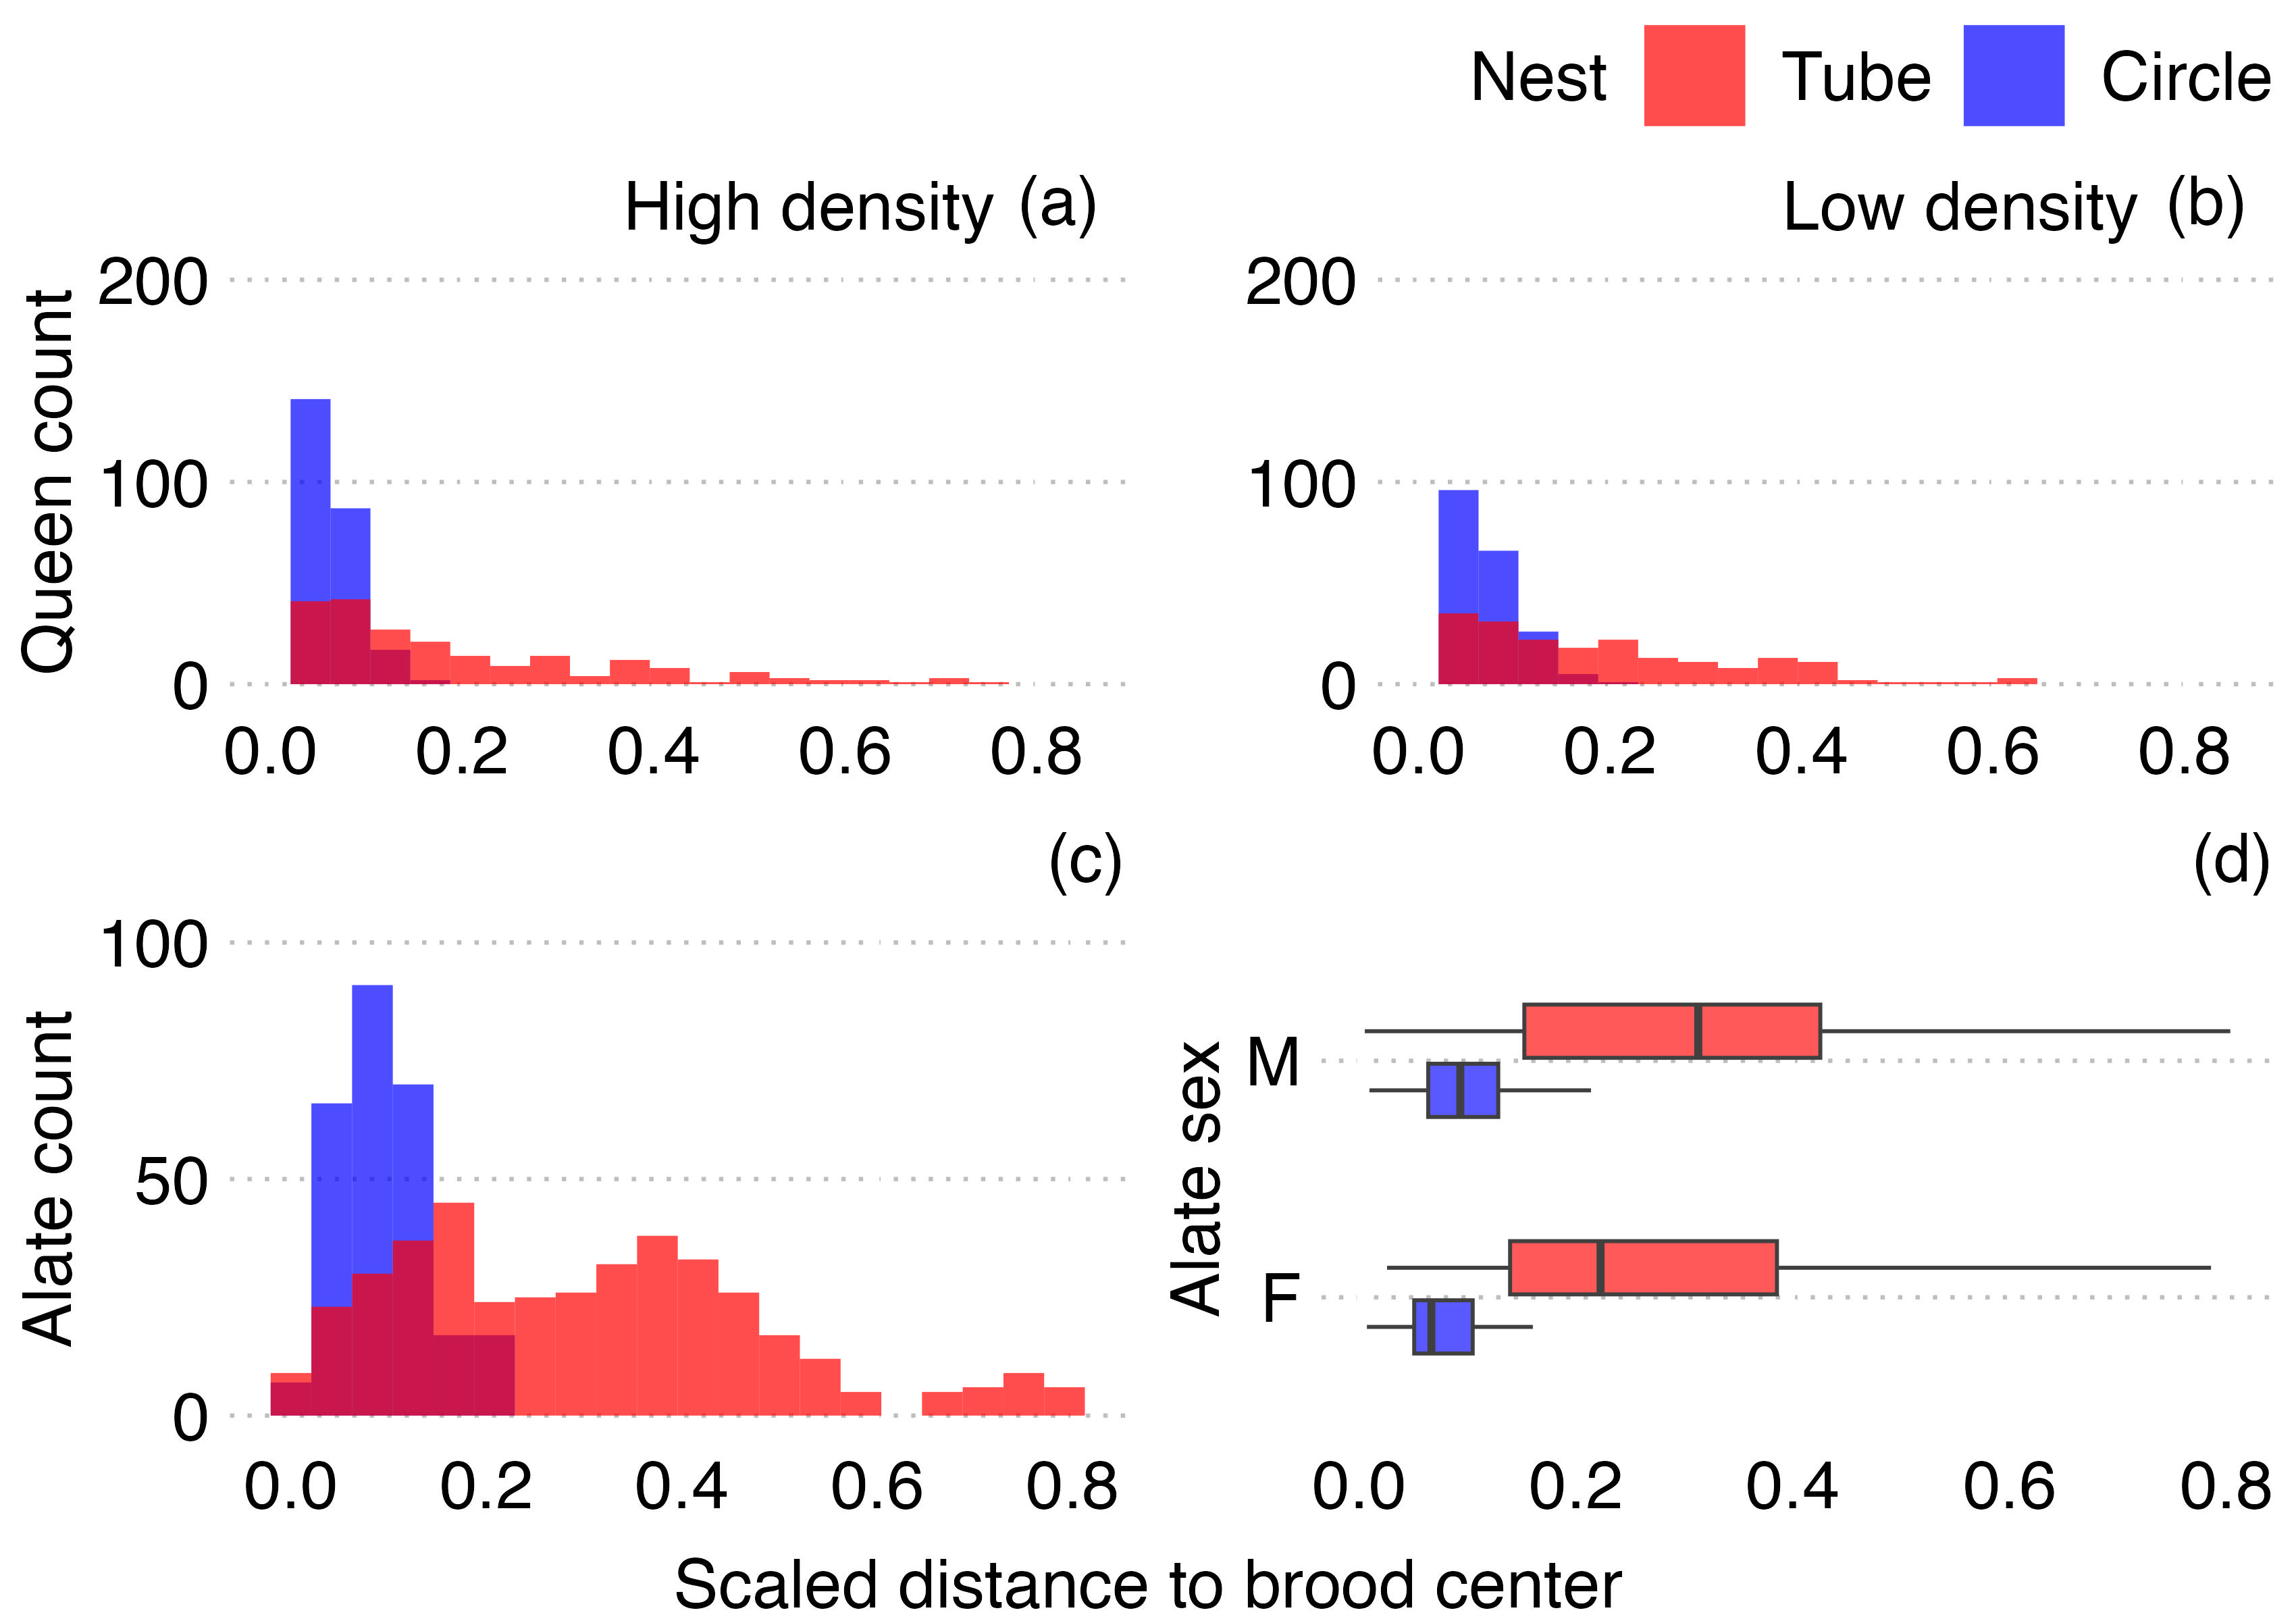 Nest Tube Circle
High density (a)
Low density (b)
Queen count
200
100
0
0.0 0.2 0.4 0.6 0.8
200
100
0
0.0 0.2 0.4 0.6 0.8
(c)
Alate count
100
50
0
0.0 0.2 0.4 0.6 0.8
(d)
Alate sex
M
F
0.0 0.2 0.4 0.6 0.8
Scaled distance to brood center